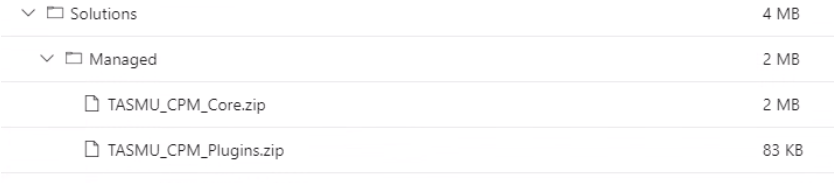 Solutions 4 MB
Managed 2 MB
TASMU_CPM_Core.zip 2 MB
TASMU_CPM_Plugins.zip 83 KB